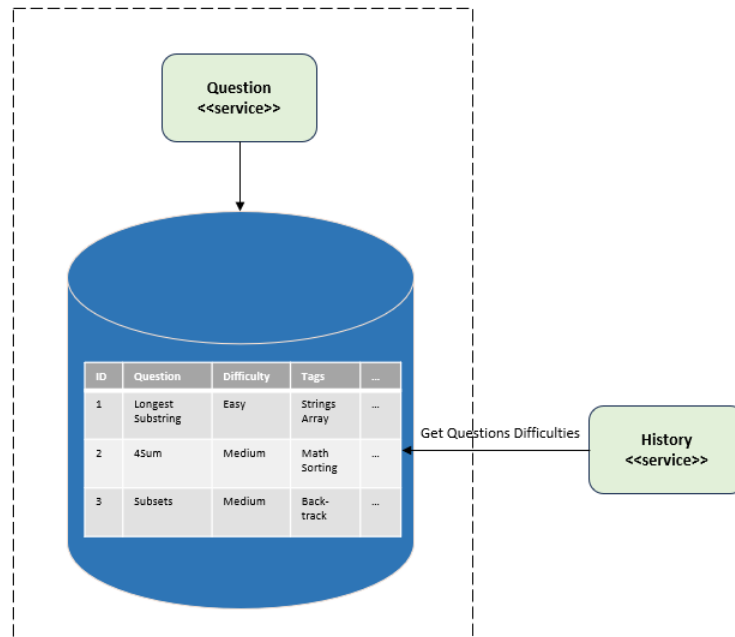 Question
<<service>>
ID Question Difficulty Tags ...
1 Longest Easy Strings ...
Substring Array
2 4Sum Medium Math ...
Sorting
3 Subsets Medium Back- ...
track
Get Questions Difficulties
History
<<service>>